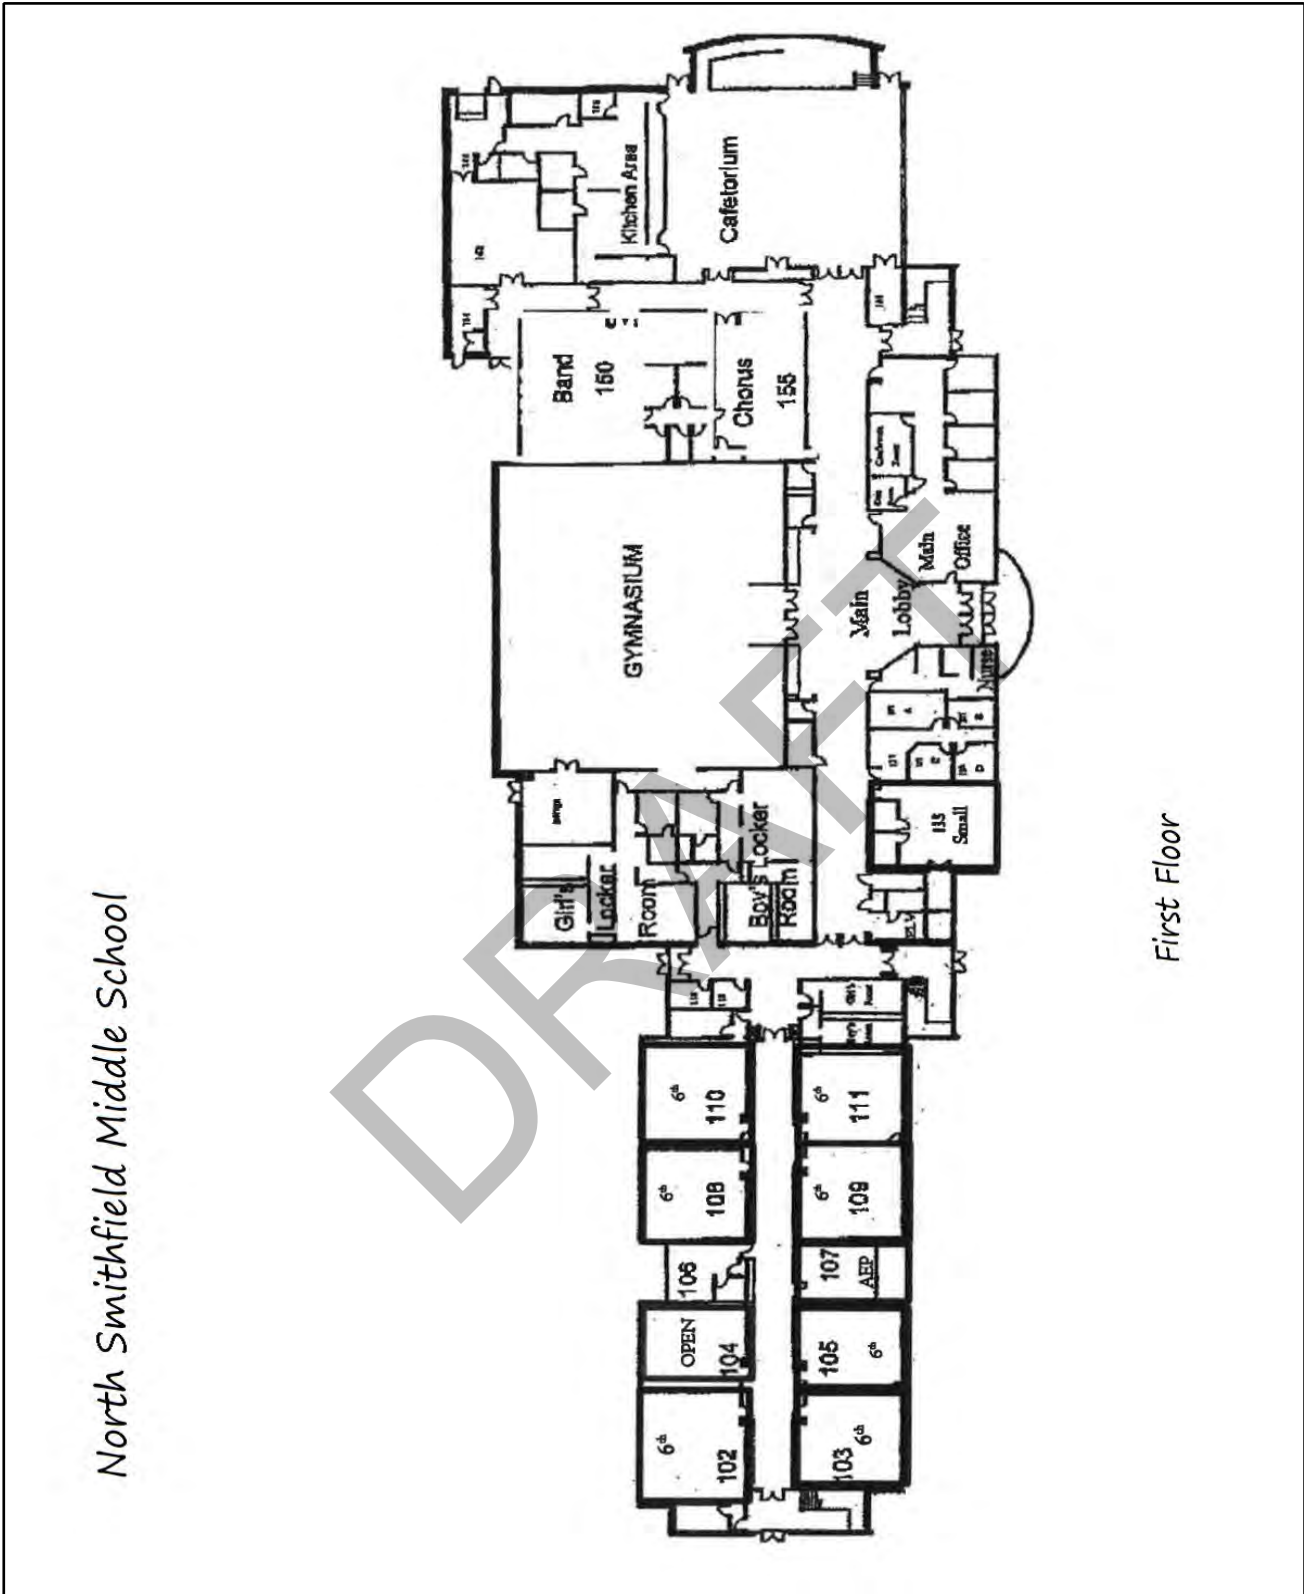 North Smithfield Middle School
First Floor
DRAFT
Kitchen Area
Cafetorium
Band
150
Chorus
155
GYMNASIUM
Main
Office
Main
Lobby
Nurse
Girl's
Locker
Room
Boy's Locker
Room
133
Small
6th
110
6th
111
6th
108
6th
109
106
107
AEP
OPEN
104
105
6th
6th
102
103
6th